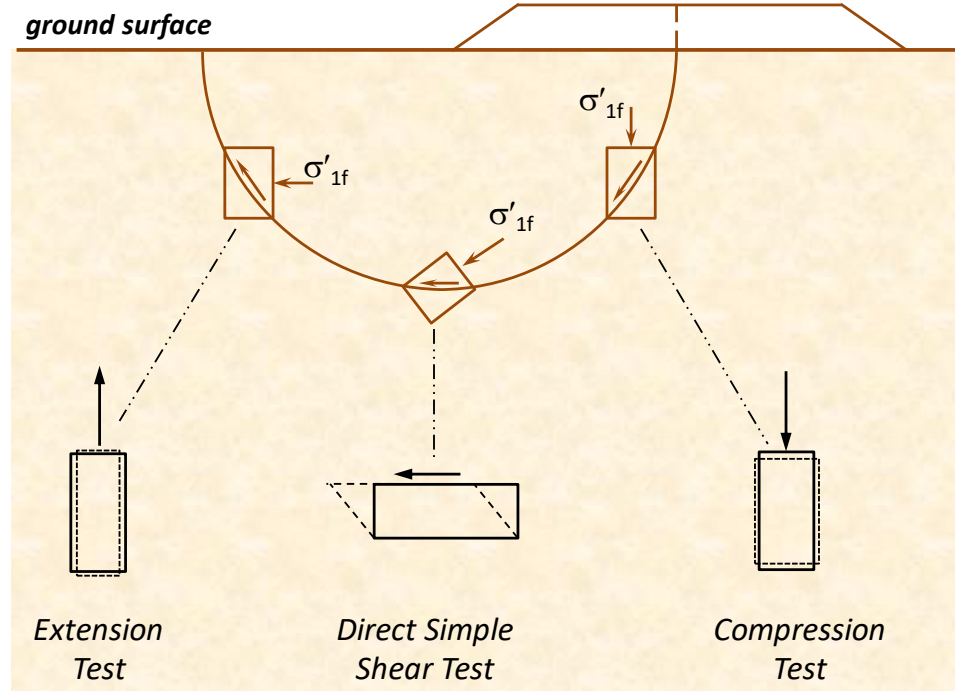 ground surface
σ′1f
σ′1f
σ′1f
Extension
Test
Direct Simple
Shear Test
Compression
Test